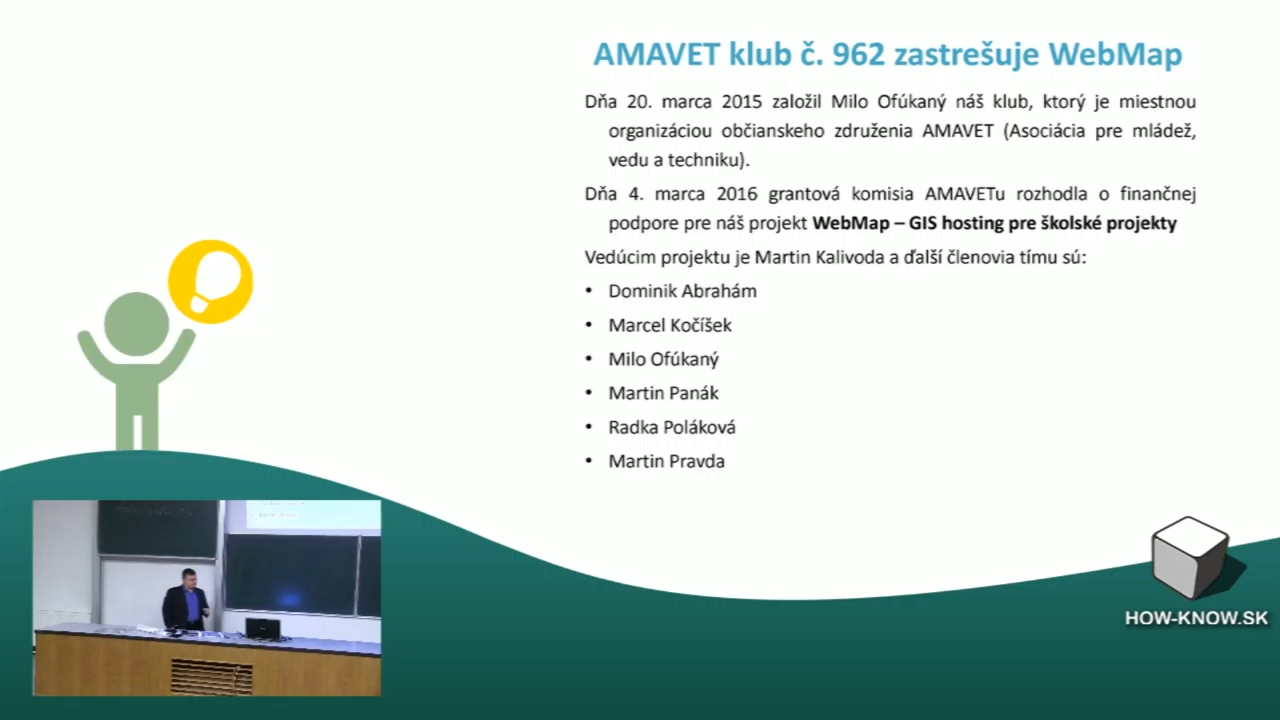 AMAVET klub č. 962 zastrešuje WebMap
Dňa 20. marca 2015 založil Milo Ofúkaný náš klub, ktorý je miestnou
organizáciou občianskeho združenia AMAVET (Asociácia pre mládež,
vedu a techniku).
Dňa 4. marca 2016 grantová komisia AMAVETu rozhodla o finančnej
podpore pre náš projekt WebMap – GIS hosting pre školské projekty
Vedúcim projektu je Martin Kalivoda a ďalší členovia tímu sú:
• Dominik Abrahám
• Marcel Kočíšek
• Milo Ofúkaný
• Martin Panák
• Radka Poláková
• Martin Pravda
HOW-KNOW.SK